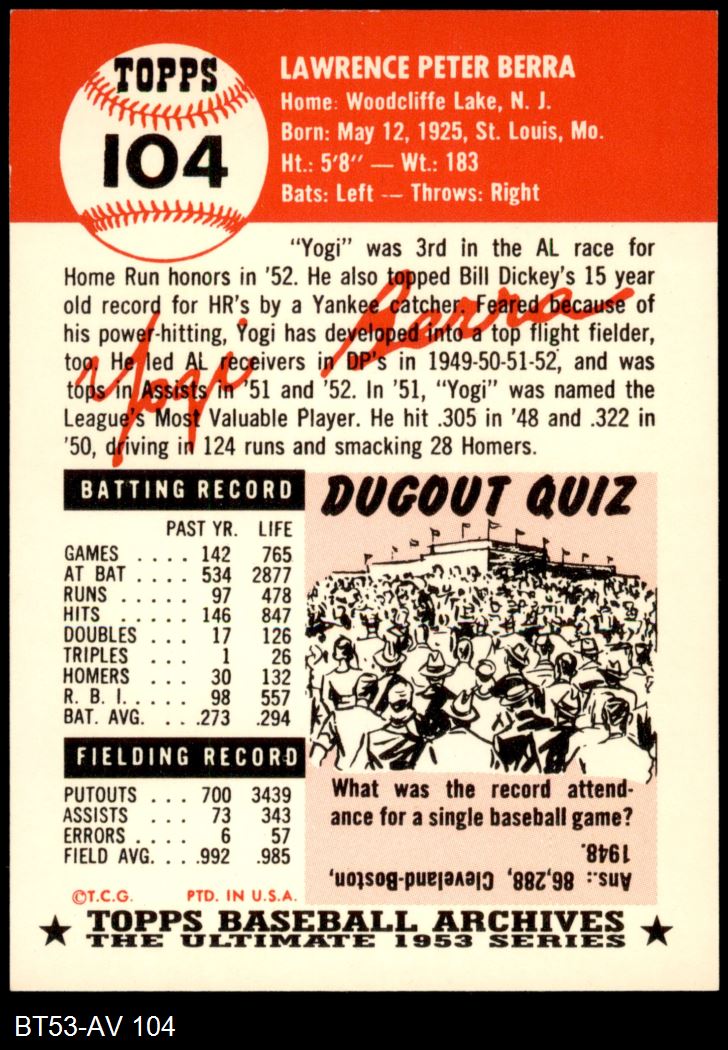 TOPPS
104
LAWRENCE PETER BERRA
Home: Woodcliffe Lake, N. J.
Born: May 12, 1925, St. Louis, Mo.
Ht.: 5'8" — Wt.: 183
Bats: Left — Throws: Right
"Yogi" was 3rd in the AL race for
Home Run honors in '52. He also topped Bill Dickey's 15 year
old record for HR's by a Yankee catcher. Feared because of
his power-hitting, Yogi has developed into a top flight fielder,
too. He led AL receivers in DP's in 1949-50-51-52, and was
tops in Assists in '51 and '52. In '51, "Yogi" was named the
League's Most Valuable Player. He hit .305 in '48 and .322 in
'50, driving in 124 runs and smacking 28 Homers.
Yogi Berra
BATTING RECORD
PAST YR. LIFE
GAMES .... 142 765
AT BAT .... 534 2877
RUNS ..... 97 478
HITS ..... 146 847
DOUBLES ... 17 126
TRIPLES ... 1 26
HOMERS ... 30 132
R. B. I. .... 98 557
BAT. AVG. ... .273 .294
FIELDING RECORD
PUTOUTS ... 700 3439
ASSISTS ... 73 343
ERRORS .... 6 57
FIELD AVG. ... .992 .985
©T.C.G. PTD. IN U.S.A.
DUGOUT QUIZ
What was the record attend-
ance for a single baseball game?
Ans.: 86,288, Cleveland-Boston,
1948.
★ TOPPS BASEBALL ARCHIVES ★
THE ULTIMATE 1953 SERIES
BT53-AV 104